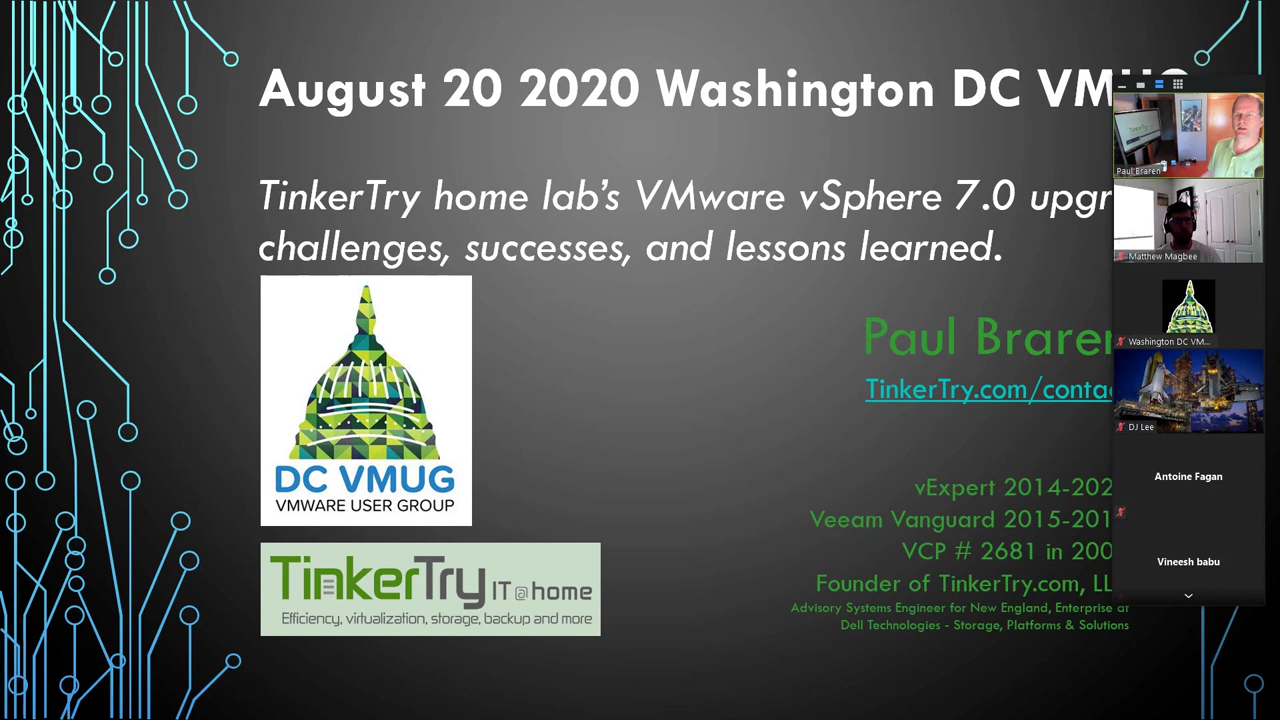 August 20 2020 Washington DC VMUG
TinkerTry home lab’s VMware vSphere 7.0 upgr
challenges, successes, and lessons learned.
DC VMUG
VMWARE USER GROUP
TinkerTry IT@home
Efficiency, virtualization, storage, backup and more
Paul Braren
TinkerTry.com/contac
vExpert 2014-202
Veeam Vanguard 2015-201
VCP # 2681 in 200
Founder of TinkerTry.com, LL
Advisory Systems Engineer for New England, Enterprise at
Dell Technologies - Storage, Platforms & Solutions
Paul Braren
Matthew Magbee
Washington DC VM...
DJ Lee
Antoine Fagan
Vineesh babu